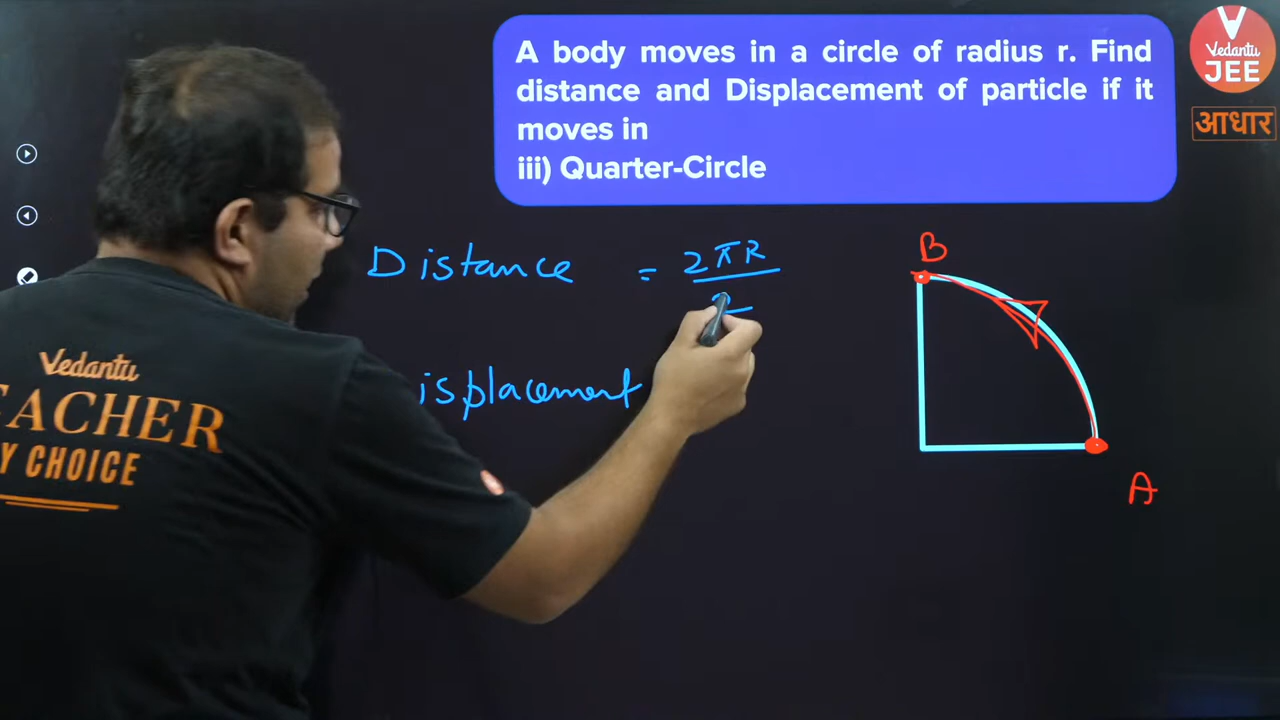 A body moves in a circle of radius r. Find
distance and Displacement of particle if it
moves in
iii) Quarter-Circle
Vedantu
JEE
आधार
Distance = 2πR
isplacement
B
A
Vedantu
EACHER
Y CHOICE